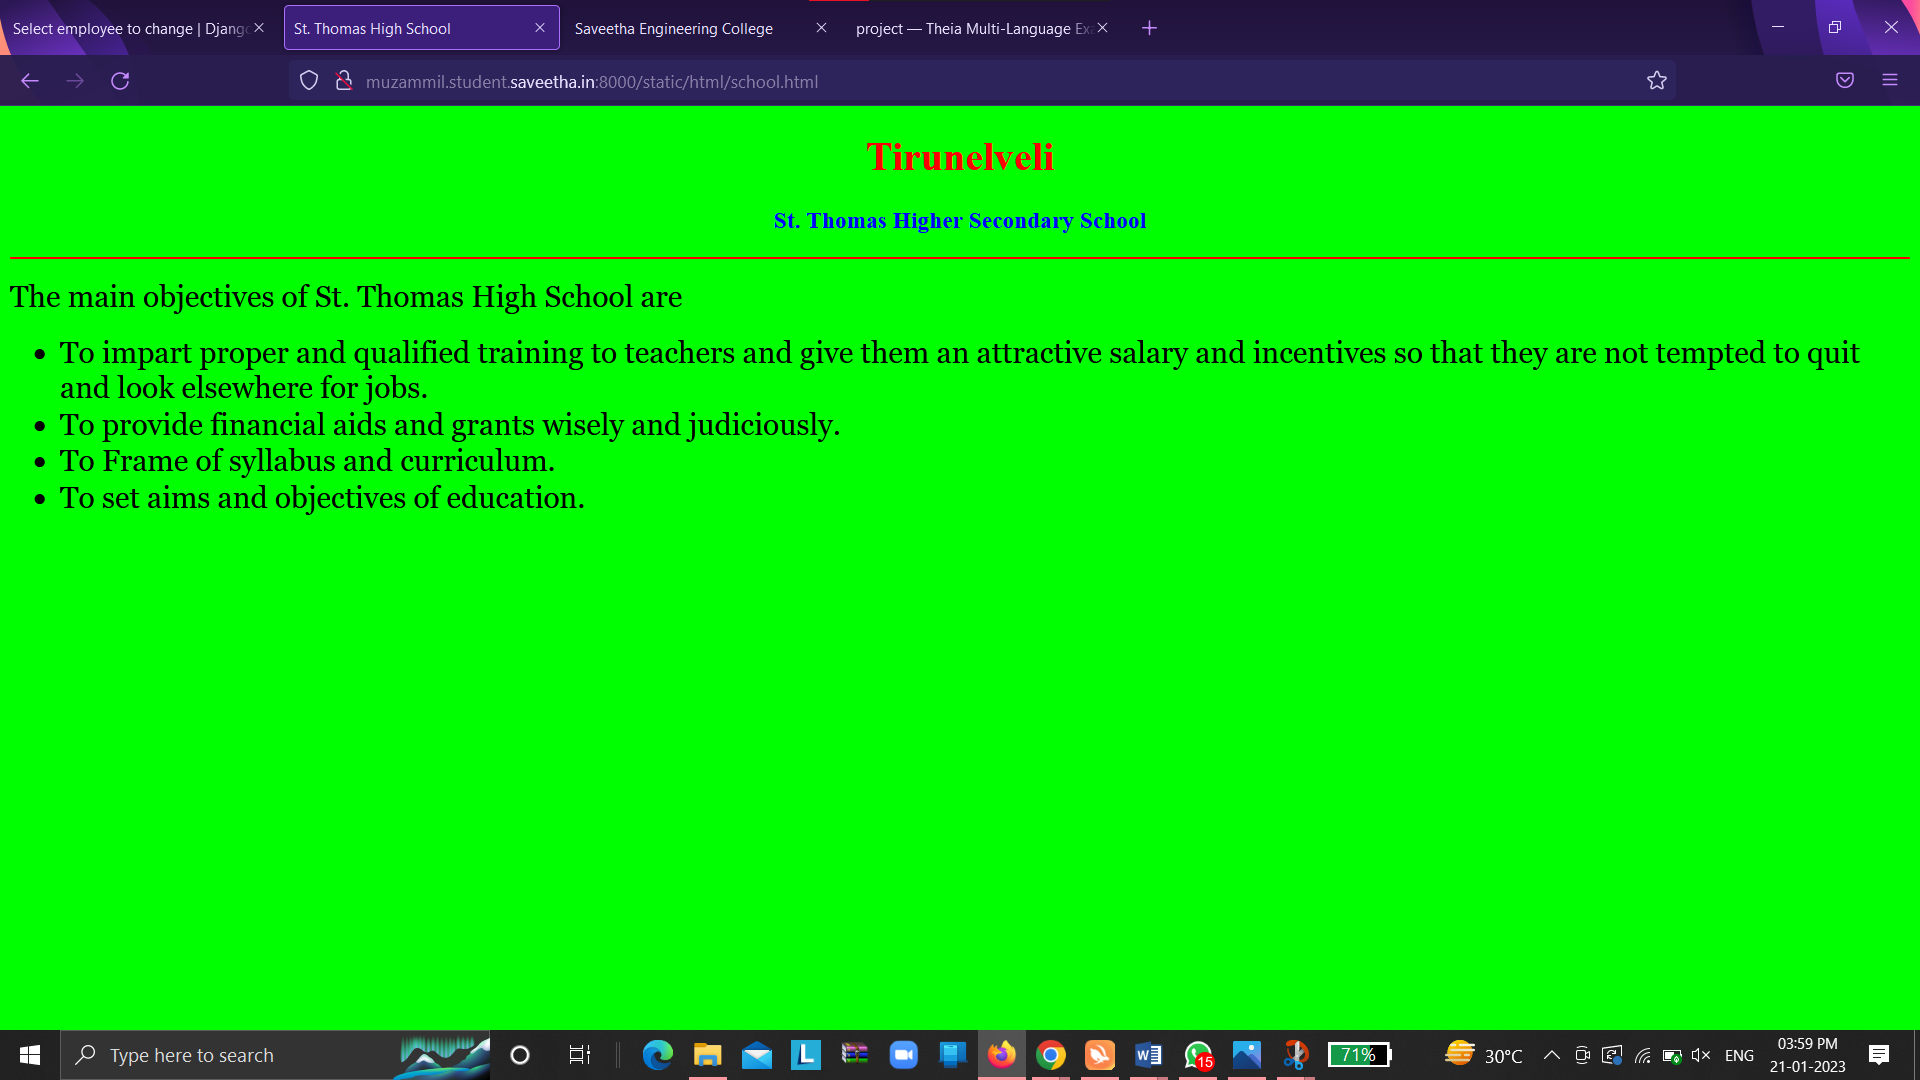 Select employee to change | Django
St. Thomas High School
Saveetha Engineering College
project — Theia Multi-Language Ex
muzammil.student.saveetha.in:8000/static/html/school.html
Tirunelveli
St. Thomas Higher Secondary School
The main objectives of St. Thomas High School are
• To impart proper and qualified training to teachers and give them an attractive salary and incentives so that they are not tempted to quit
and look elsewhere for jobs.
• To provide financial aids and grants wisely and judiciously.
• To Frame of syllabus and curriculum.
• To set aims and objectives of education.
Type here to search
L
W
15
71%
30°C
ENG
03:59 PM
21-01-2023